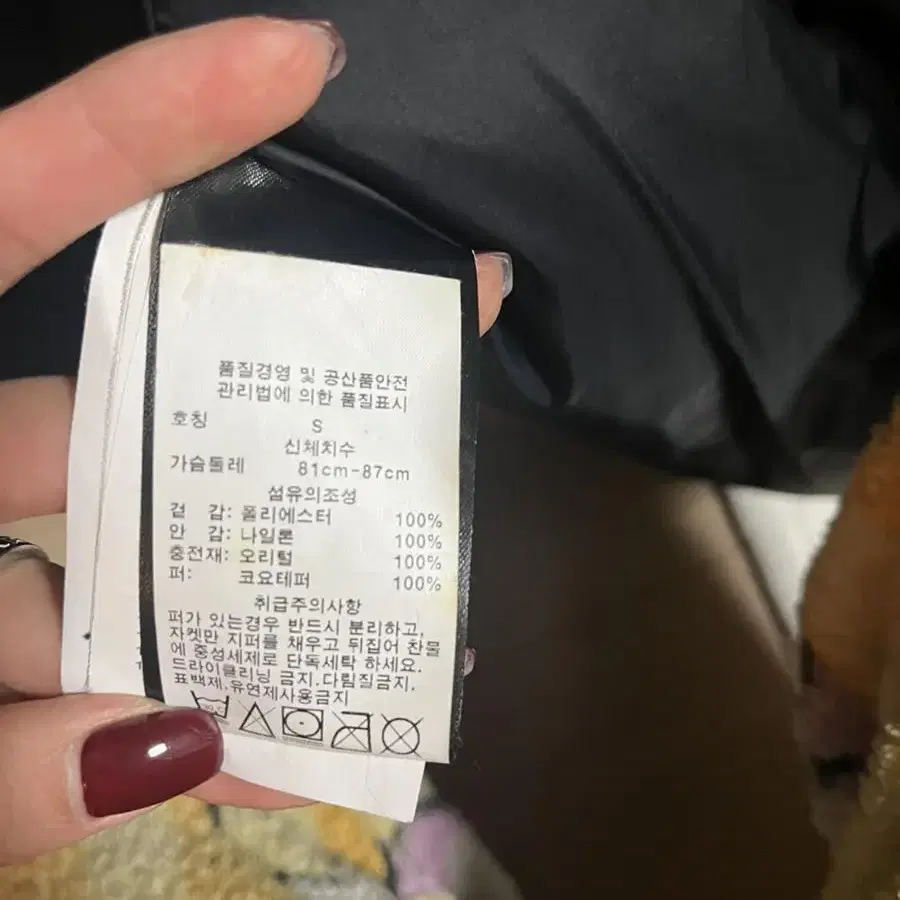 품질경영 및 공산품안전
관리법에 의한 품질표시
호칭 S
신체치수
가슴둘레 81cm-87cm
섬유의조성
겉 감: 폴리에스터 100%
안 감: 나일론 100%
충전재: 오리털 100%
퍼: 코요테퍼 100%
취급주의사항
퍼가 있는경우 반드시 분리하고,
자켓만 지퍼를 채우고 뒤집어 찬물
에 중성세제로 단독세탁 하세요.
드라이클리닝 금지.다림질금지.
표백제.유연제사용금지